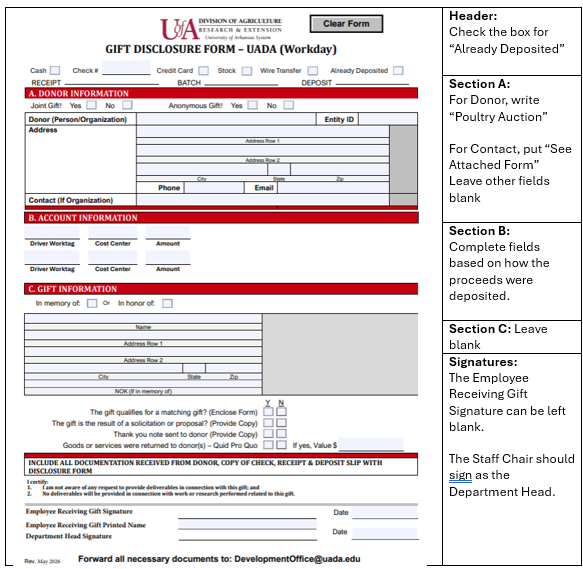 UofA DIVISION OF AGRICULTURE
RESEARCH & EXTENSION
University of Arkansas System
Clear Form
GIFT DISCLOSURE FORM – UADA (Workday)
Cash Check # Credit Card Stock Wire Transfer Already Deposited
RECEIPT BATCH DEPOSIT
A. DONOR INFORMATION
Joint Gift? Yes No Anonymous Gift? Yes No
Donor (Person/Organization) Entity ID
Address
Address Row 1
Address Row 2
City State Zip
Phone Email
Contact (If Organization)
B. ACCOUNT INFORMATION
Driver Worktag Cost Center Amount
Driver Worktag Cost Center Amount
C. GIFT INFORMATION
In memory of: Or In honor of:
Name
Address Row 1
Address Row 2
City State Zip
NOK (If in memory of)
Y N
The gift qualifies for a matching gift? (Enclose Form)
The gift is the result of a solicitation or proposal? (Provide Copy)
Thank you note sent to donor (Provide Copy)
Goods or services were returned to donor(s) – Quid Pro Quo If yes, Value $
INCLUDE ALL DOCUMENTATION RECEIVED FROM DONOR, COPY OF CHECK, RECEIPT & DEPOSIT SLIP WITH
DISCLOSURE FORM
I certify:
1. I am not aware of any request to provide deliverables in connection with this gift; and
2. No deliverables will be provided in connection with work or research performed related to this gift.
Employee Receiving Gift Signature Date
Employee Receiving Gift Printed Name
Department Head Signature Date
Rev. May 2026 Forward all necessary documents to: DevelopmentOffice@uada.edu
Header:
Check the box for
“Already Deposited”
Section A:
For Donor, write
“Poultry Auction”
For Contact, put “See
Attached Form”
Leave other fields
blank
Section B:
Complete fields
based on how the
proceeds were
deposited.
Section C: Leave
blank
Signatures:
The Employee
Receiving Gift
Signature can be left
blank.
The Staff Chair should
sign as the
Department Head.